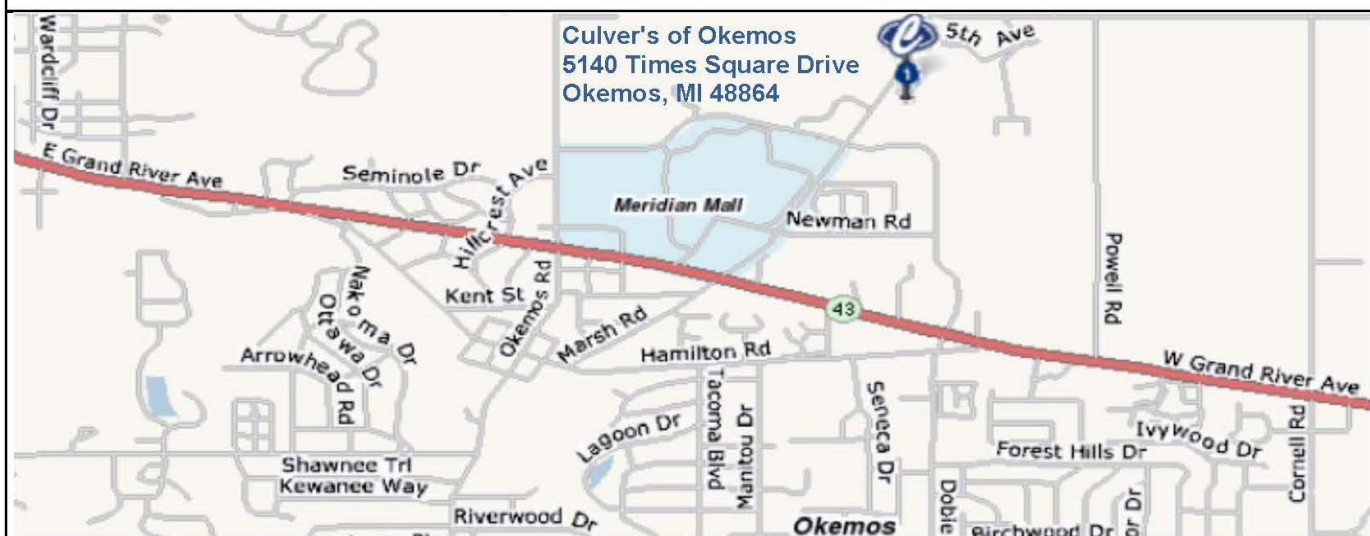 Culver's of Okemos
5140 Times Square Drive
Okemos, MI 48864
C
1
5th Ave
Wardcliff Dr
E Grand River Ave
Seminole Dr
Hillcrest Ave
Meridian Mall
Newman Rd
Powell Rd
Nakoma Dr
Ottawa Dr
Kent St
Okemos Rd
Marsh Rd
43
Hamilton Rd
W Grand River Ave
Arrowhead Rd
Tacoma Blvd
Manitou Dr
Seneca Dr
Lagoon Dr
Ivywood Dr
Cornell Rd
Forest Hills Dr
Shawnee Trl
Kewanee Way
Dobie
Riverwood Dr
Okemos
Birchwood Dr
or Dr